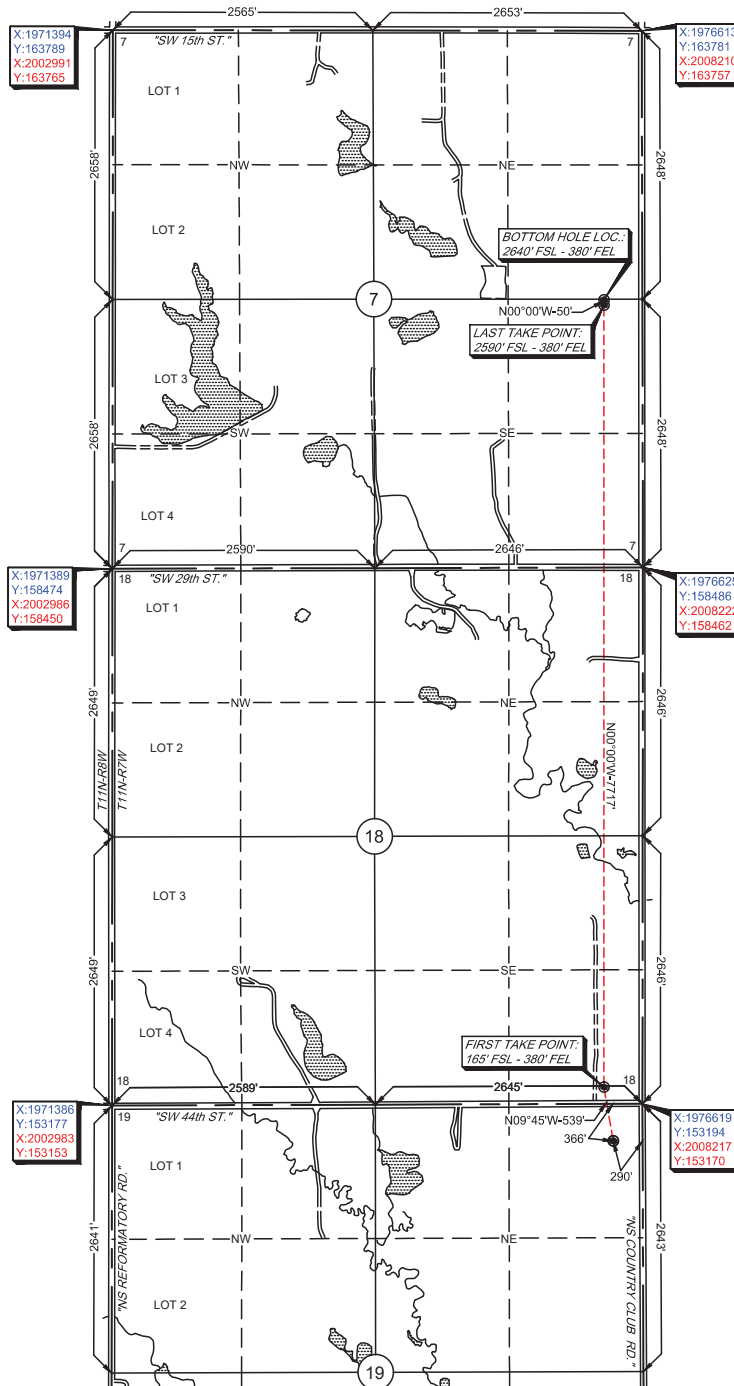 2565'
2653'
X:1971394
Y:163789
X:2002991
Y:163765
X:1976613
Y:163781
X:2008210
Y:163757
7
"SW 15th ST."
7
LOT 1
2658'
NW
NE
2648'
LOT 2
BOTTOM HOLE LOC.:
2640' FSL - 380' FEL
7
N00°00'W-50'
LAST TAKE POINT:
2590' FSL - 380' FEL
LOT 3
2658'
SW
SE
2648'
LOT 4
7
2590'
2646'
7
X:1971389
Y:158474
X:2002986
Y:158450
18
"SW 29th ST."
18
X:1976625
Y:158486
X:2008222
Y:158462
LOT 1
2649'
NW
NE
2646'
LOT 2
T11N-R8W
T11N-R7W
N00°00'W-7717'
18
LOT 3
2649'
SW
SE
2646'
LOT 4
FIRST TAKE POINT:
165' FSL - 380' FEL
18
2589'
2645'
18
X:1971386
Y:153177
X:2002983
Y:153153
19
"SW 44th ST."
N09°45'W-539'
366'
290'
X:1976619
Y:153194
X:2008217
Y:153170
LOT 1
"NS REFORMATORY RD."
2641'
NW
NE
2643'
"NS COUNTRY CLUB RD."
LOT 2
19